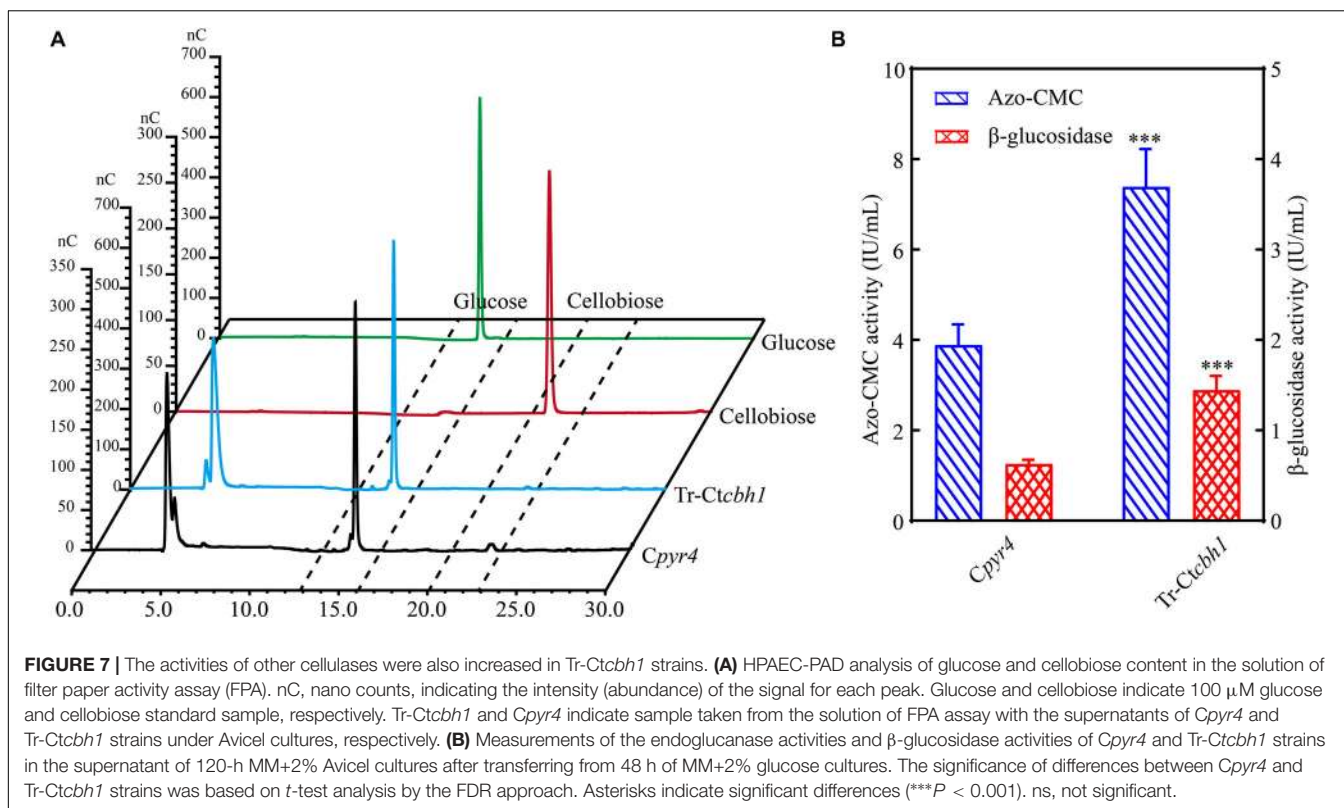 A
nC
700
600
500
400
300
200
100
0
nC
300
250
200
150
100
50
0
nC
700
600
500
400
300
200
100
0
nC
350
300
250
200
150
100
50
0
Glucose Cellobiose
Glucose
Cellobiose
Tr-Ctcbh1
Cpyr4
0.0 5.0 10.0 15.0 20.0 25.0 30.0
B
Azo-CMC
β-glucosidase
Azo-CMC activity (IU/mL)
10
8
6
4
2
0
***
***
5
4
3
2
1
0
β-glucosidase activity (IU/mL)
Cpyr4
Tr-Ctcbh1
FIGURE 7 | The activities of other cellulases were also increased in Tr-Ctcbh1 strains. (A) HPAEC-PAD analysis of glucose and cellobiose content in the solution of
filter paper activity assay (FPA). nC, nano counts, indicating the intensity (abundance) of the signal for each peak. Glucose and cellobiose indicate 100 μM glucose
and cellobiose standard sample, respectively. Tr-Ctcbh1 and Cpyr4 indicate sample taken from the solution of FPA assay with the supernatants of Cpyr4 and
Tr-Ctcbh1 strains under Avicel cultures, respectively. (B) Measurements of the endoglucanase activities and β-glucosidase activities of Cpyr4 and Tr-Ctcbh1 strains
in the supernatant of 120-h MM+2% Avicel cultures after transferring from 48 h of MM+2% glucose cultures. The significance of differences between Cpyr4 and
Tr-Ctcbh1 strains was based on t-test analysis by the FDR approach. Asterisks indicate significant differences (***P < 0.001). ns, not significant.